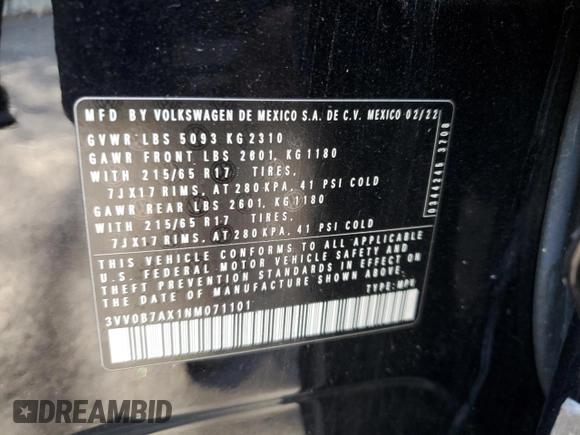 MFD BY VOLKSWAGEN DE MEXICO S.A. DE C.V. MEXICO 02/22
GVWR LBS 5093 KG 2310
GAWR FRONT LBS 2601, KG 1180
WITH 215/65 R17 TIRES,
7JX17 RIMS, AT 280 KPA, 41 PSI COLD
GAWR REAR LBS 2601, KG 1180
WITH 215/65 R17 TIRES,
7JX17 RIMS, AT 280 KPA, 41 PSI COLD
THIS VEHICLE CONFORMS TO ALL APPLICABLE
U.S. FEDERAL MOTOR VEHICLE SAFETY AND
THEFT PREVENTION STANDARDS IN EFFECT ON
THE DATE OF MANUFACTURE SHOWN ABOVE.
3VV0B7AX1NM071101 TYPE: MPV
0344246 3708
DREAMBID